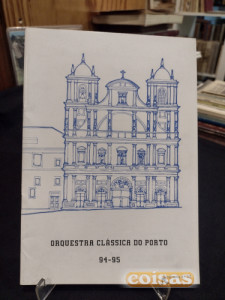 ORQUESTRA CLÁSSICA DO PORTO
94-95
coisas